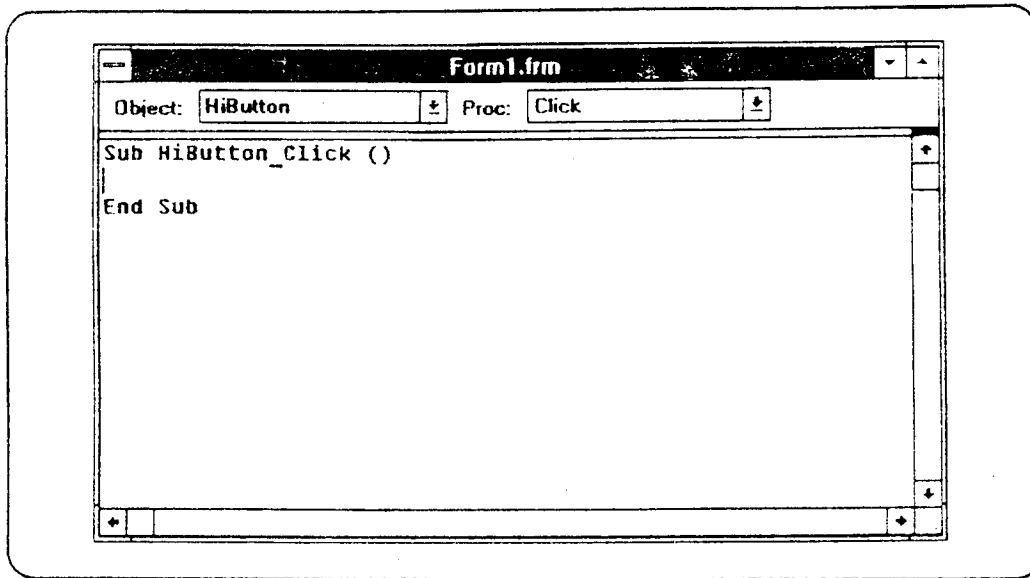 Form1.frm
Object: HiButton Proc: Click
Sub HiButton_Click ()
End Sub